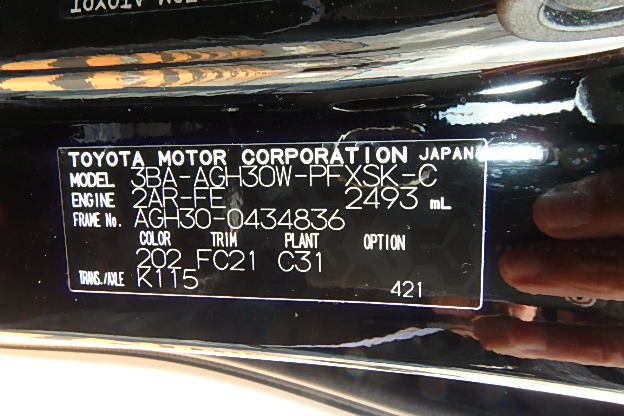 TOYOTA MOTOR CORPORATION JAPAN
MODEL 3BA-AGH30W-PFXSK-C
ENGINE 2AR-FE 2493 mL
FRAME No. AGH30-0434836
COLOR TRIM PLANT OPTION
202 FC21 C31
TRANS./AXLE K115
421